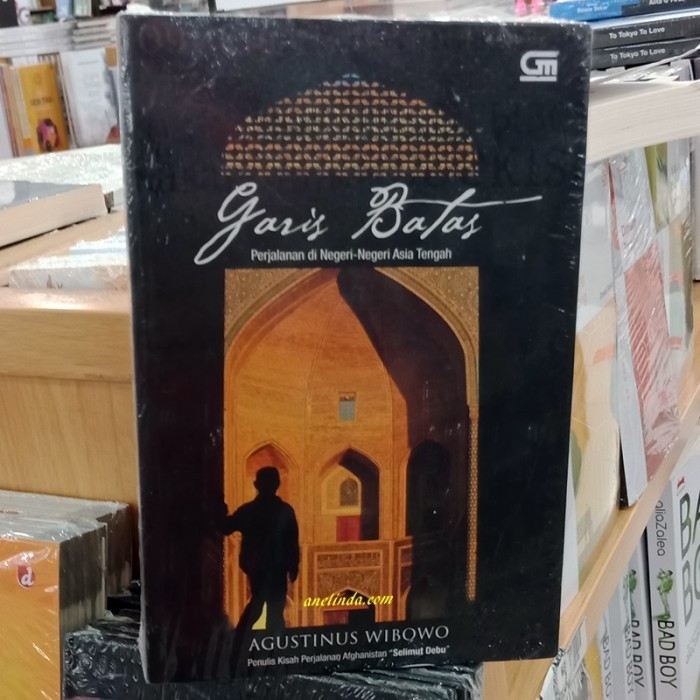 To Tokyo To Love
To Tokyo To Love
GM
Garis Batas
Perjalanan di Negeri-Negeri Asia Tengah
anelinda.com
AGUSTINUS WIBOWO
Penulis Kisah Perjalanan Afghanistan "Selimut Debu"
BAD BOY
BAD BOY